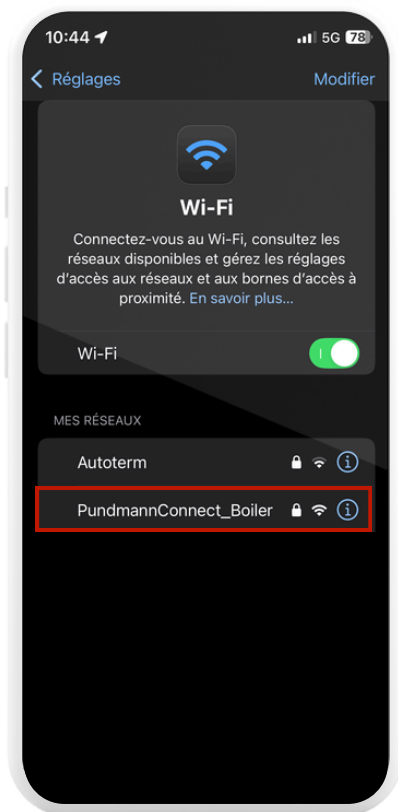 10:44 5G 78
Réglages Modifier
Wi-Fi
Connectez-vous au Wi-Fi, consultez les
réseaux disponibles et gérez les réglages
d'accès aux réseaux et aux bornes d'accès à
proximité. En savoir plus...
Wi-Fi
MES RÉSEAUX
Autoterm
PundmannConnect_Boiler